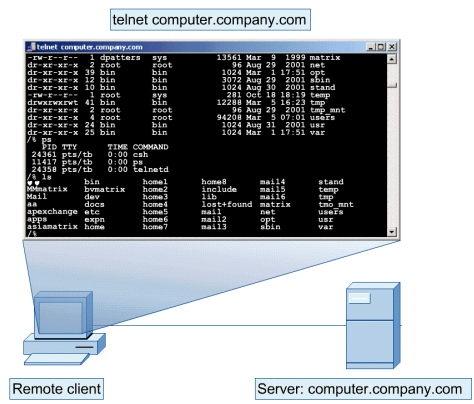 telnet computer.company.com
telnet computer.company.com
-rw-r--r-- 1 dpatters sys 13561 Mar 9 1999 matrix
dr-xr-xr-x 2 root root 96 Aug 29 2001 net
dr-xr-xr-x 39 bin bin 1024 Mar 1 17:51 opt
dr-xr-xr-x 12 bin bin 3072 Aug 29 2001 sbin
dr-xr-xr-x 10 bin bin 1024 Aug 30 2001 stand
-rw-r--r-- 1 root sys 281 Oct 18 18:19 temp
drwxrwxrwt 41 bin bin 12288 Mar 5 16:23 tmp
dr-xr-xr-x 2 root root 96 Aug 29 2001 tmp_mnt
dr-xr-xr-x 4 root root 94208 Mar 5 07:01 users
dr-xr-xr-x 24 bin bin 1024 Aug 31 2001 usr
dr-xr-xr-x 25 bin bin 1024 Mar 1 17:51 var
/% ps
PID TTY TIME COMMAND
24361 pts/tb 0:00 csh
11417 pts/tb 0:00 ps
24358 pts/tb 0:00 telnetd
/% ls
♥♥ bin home1 home8 mail4 stand
MMmatrix bvmatrix home2 include mail5 temp
Mail dev home3 lib mail6 tmp
aa docs home4 lost+found matrix tmo_mnt
apexchange etc home5 mail net users
apps expn home6 mail2 opt usr
asiamatrix home home7 mail3 sbin var
/%
Remote client
Server: computer.company.com